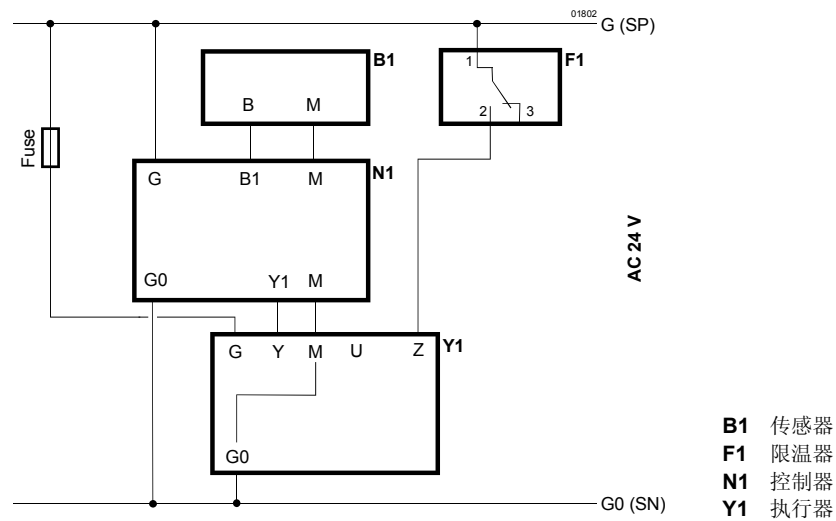 01802
G (SP)
B1
F1
1
B M
2 3
Fuse
G B1 M
N1
AC 24 V
G0 Y1 M
G Y M U Z
Y1
G0
G0 (SN)
B1 传感器
F1 限温器
N1 控制器
Y1 执行器